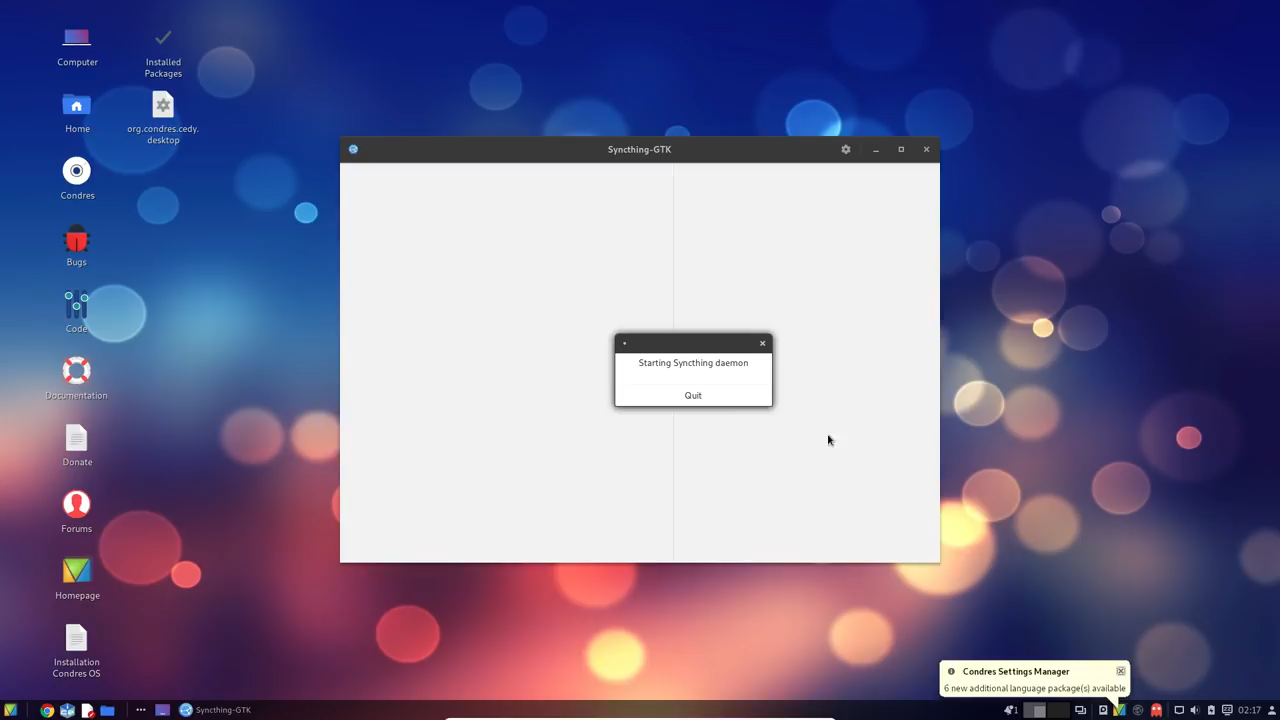 Computer
Installed
Packages
Home
org.condres.cedy.
desktop
Condres
Bugs
Code
Documentation
Donate
Forums
Homepage
Installation
Condres OS
Syncthing-GTK
Starting Syncthing daemon
Quit
Condres Settings Manager
6 new additional language package(s) available
Syncthing-GTK
1
02:17